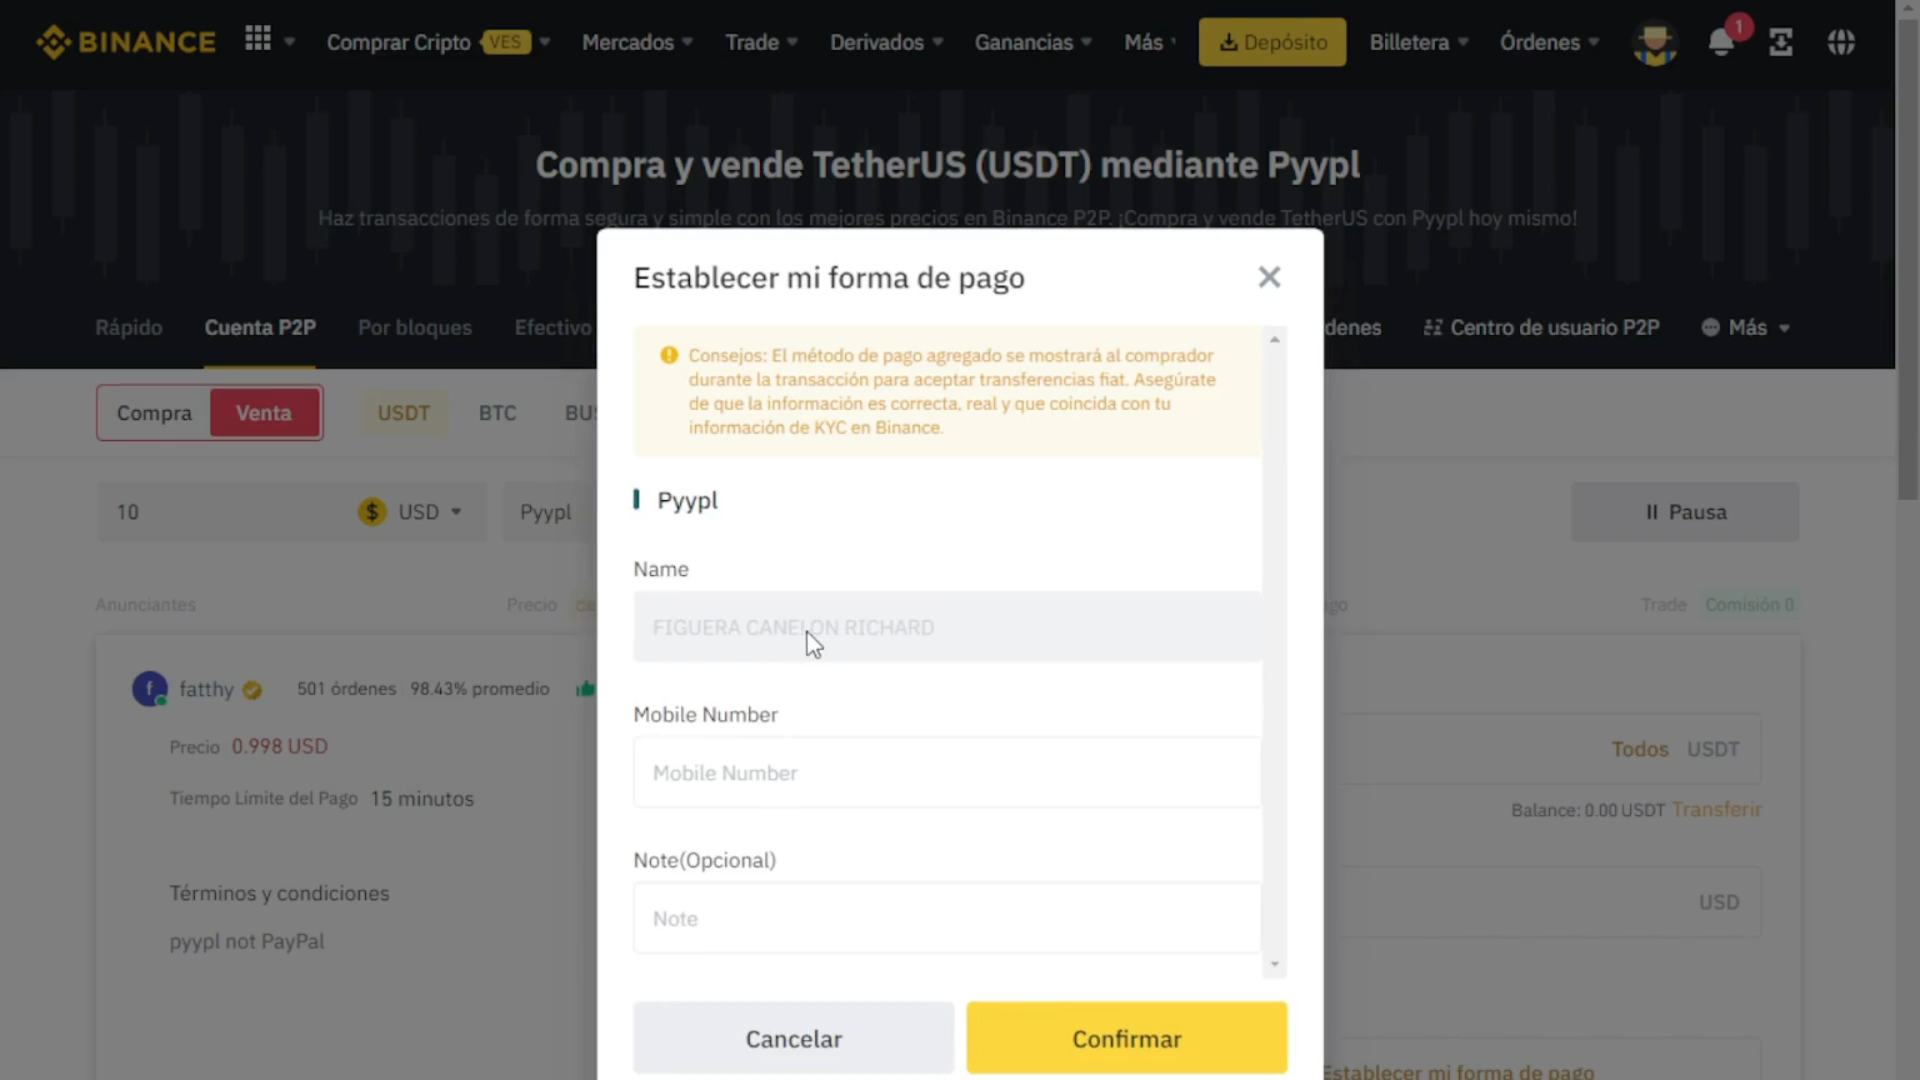 BINANCE
Comprar Cripto VES
Mercados
Trade
Derivados
Ganancias
Más
Depósito
Billetera
Órdenes
1
Compra y vende TetherUS (USDT) mediante Pyypl
Haz transacciones de forma segura y simple con los mejores precios en Binance P2P. ¡Compra y vende TetherUS con Pyypl hoy mismo!
Rápido
Cuenta P2P
Por bloques
Efectivo
denes
Centro de usuario P2P
Más
Compra
Venta
USDT
BTC
BUS
10
$ USD
Pyypl
Pausa
Anunciantes
Precio
go
Trade
Comisión 0
f
fatthy
501 órdenes
98.43% promedio
Precio 0.998 USD
Tiempo Límite del Pago 15 minutos
Términos y condiciones
pyypl not PayPal
Todos USDT
Balance: 0.00 USDT Transferir
USD
Establecer mi forma de pago
Establecer mi forma de pago
Consejos: El método de pago agregado se mostrará al comprador
durante la transacción para aceptar transferencias fiat. Asegúrate
de que la información es correcta, real y que coincida con tu
información de KYC en Binance.
Pyypl
Name
FIGUERA CANELON RICHARD
Mobile Number
Mobile Number
Note(Opcional)
Note
Cancelar
Confirmar